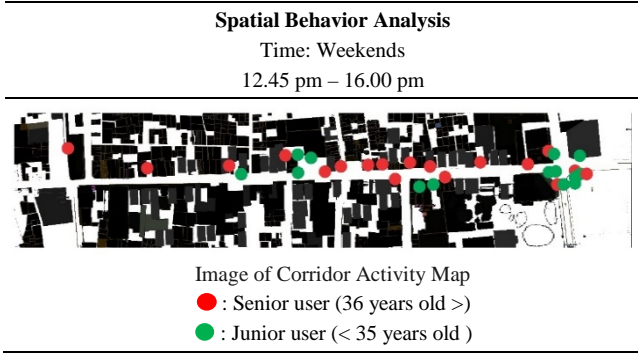 Spatial Behavior Analysis
Time: Weekends
12.45 pm – 16.00 pm
Image of Corridor Activity Map
: Senior user (36 years old >)
: Junior user (< 35 years old )